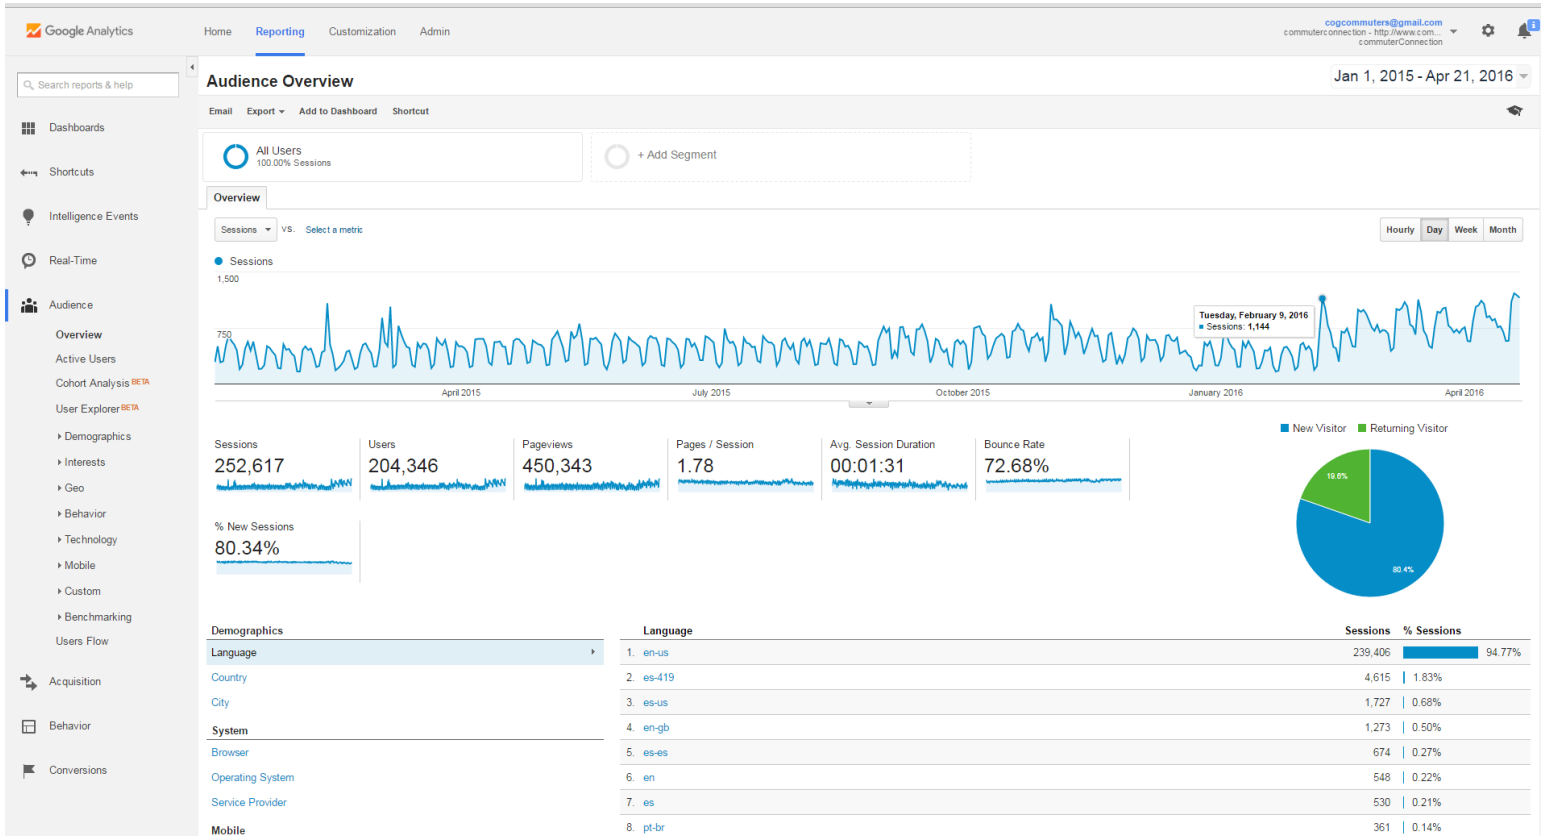 Google Analytics
Home Reporting Customization Admin
cogcommuters@gmail.com
commuterconnection - http://www.com...
commuterConnection
i
Search reports & help
Audience Overview
Jan 1, 2015 - Apr 21, 2016
Email Export Add to Dashboard Shortcut
Dashboards
Shortcuts
Intelligence Events
Real-Time
Audience
Overview
Active Users
Cohort Analysis BETA
User Explorer BETA
Demographics
Interests
Geo
Behavior
Technology
Mobile
Custom
Benchmarking
Users Flow
Acquisition
Behavior
Conversions
All Users
100.00% Sessions
+ Add Segment
Overview
Sessions VS. Select a metric
Hourly Day Week Month
Sessions
1,500
750
Tuesday, February 9, 2016
Sessions: 1,144
April 2015 July 2015 October 2015 January 2016 April 2016
New Visitor Returning Visitor
Sessions
252,617
Users
204,346
Pageviews
450,343
Pages / Session
1.78
Avg. Session Duration
00:01:31
Bounce Rate
72.68%
% New Sessions
80.34%
19.6%
80.4%
Demographics
Language
Country
City
System
Browser
Operating System
Service Provider
Mobile
Language Sessions % Sessions
1. en-us 239,406 94.77%
2. es-419 4,615 1.83%
3. es-us 1,727 0.68%
4. en-gb 1,273 0.50%
5. es-es 674 0.27%
6. en 548 0.22%
7. es 530 0.21%
8. pt-br 361 0.14%